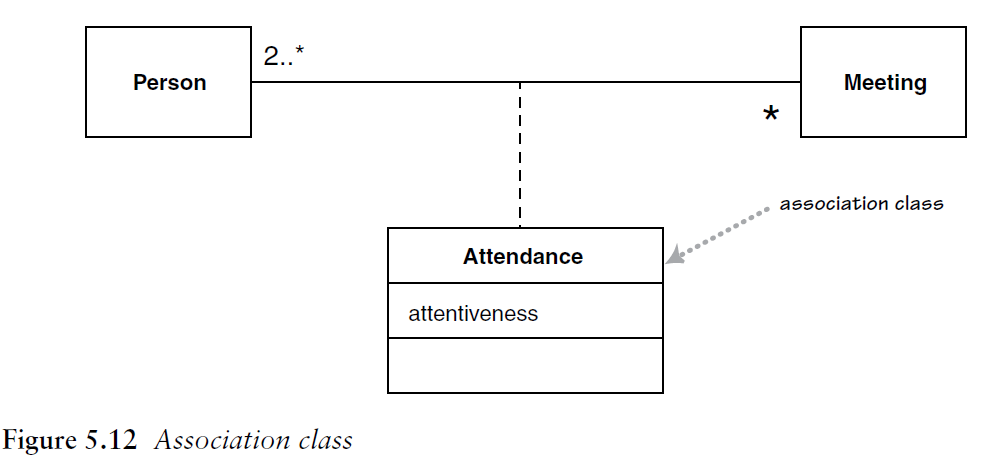 2..*
Person
Meeting
*
association class
Attendance
attentiveness
Figure 5.12 Association class